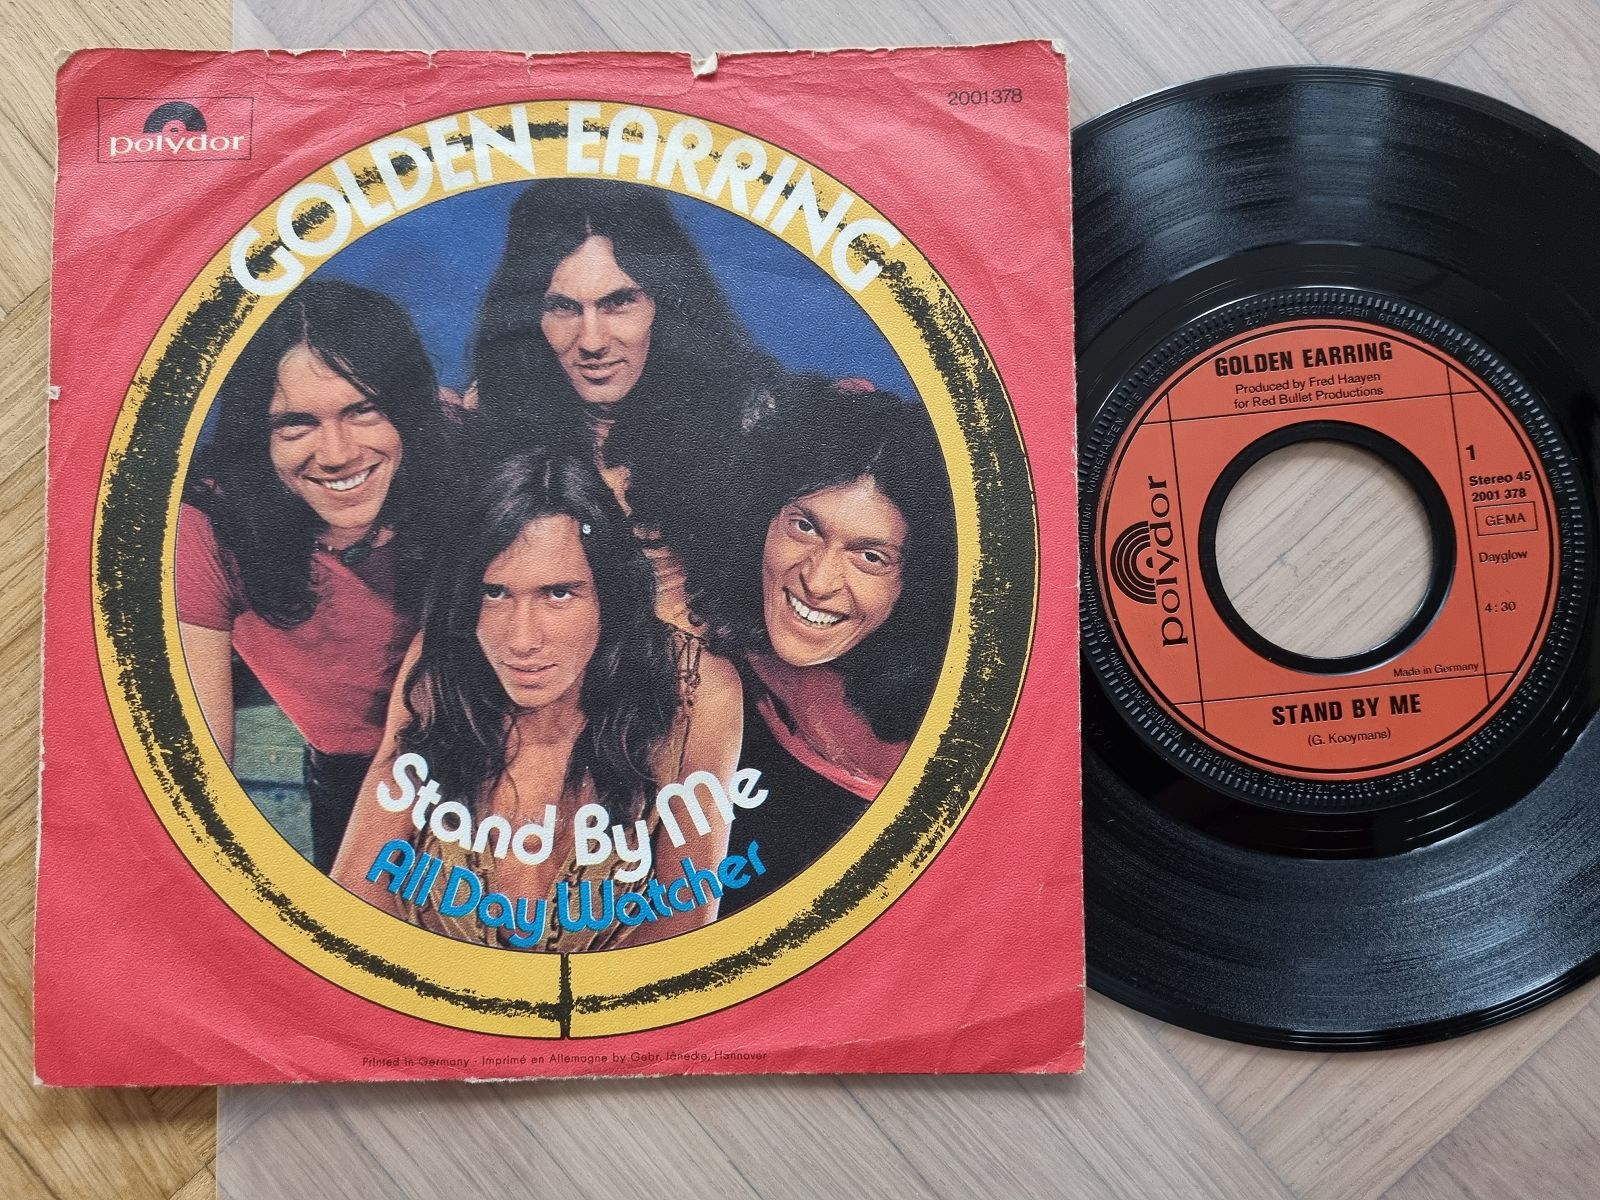 polydor
2001378
GOLDEN EARRING
Stand By Me
All Day Watcher
Printed in Germany · Imprimé en Allemagne by Gebr. Jänecke, Hannover
GOLDEN EARRING
Produced by Fred Haayen
for Red Bullet Productions
polydor
1
Stereo 45
2001 378
GEMA
Dayglow
4:30
Made in Germany
STAND BY ME
(G. Kooymans)